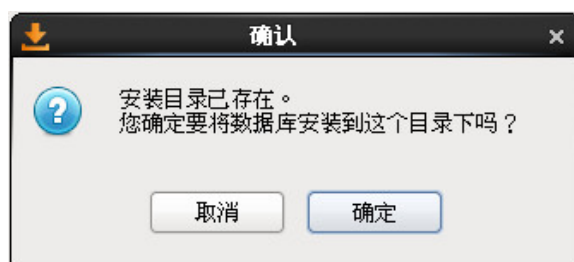 确认
安装目录已存在。
您确定要将数据库安装到这个目录下吗？
取消
确定